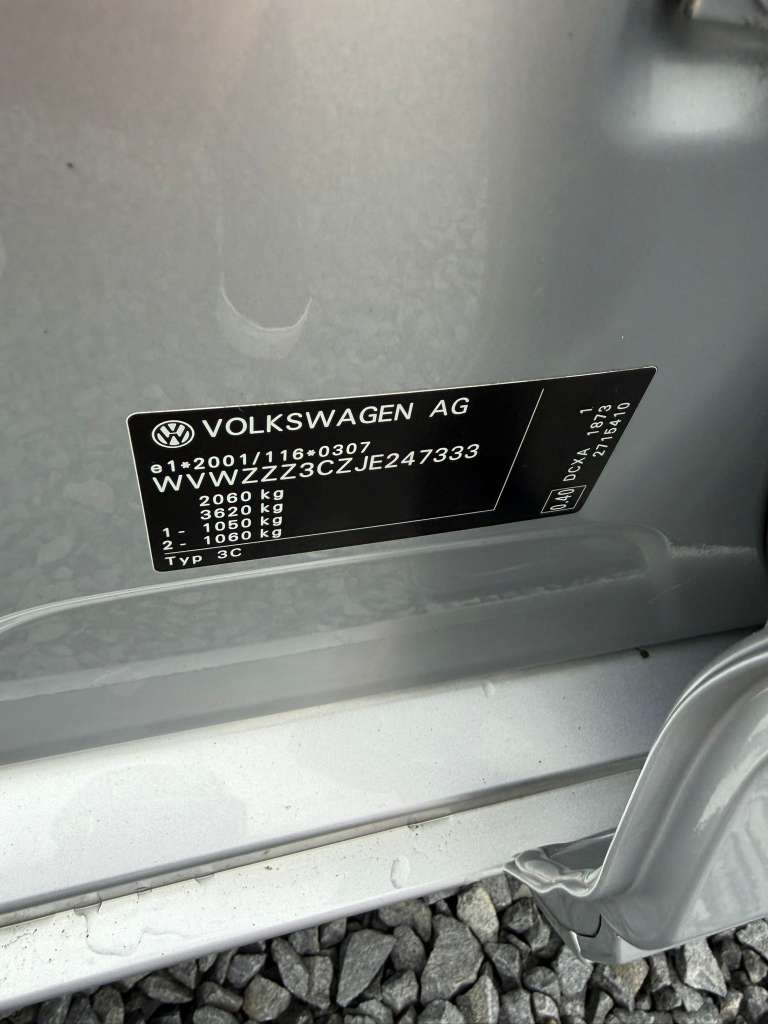 VOLKSWAGEN AG
e1*2001/116*0307
WVWZZZ3CZJE247333
2060 kg
3620 kg
1 - 1050 kg
2 - 1060 kg
Typ 3C
0.40
DCXA 1873 1
2715410